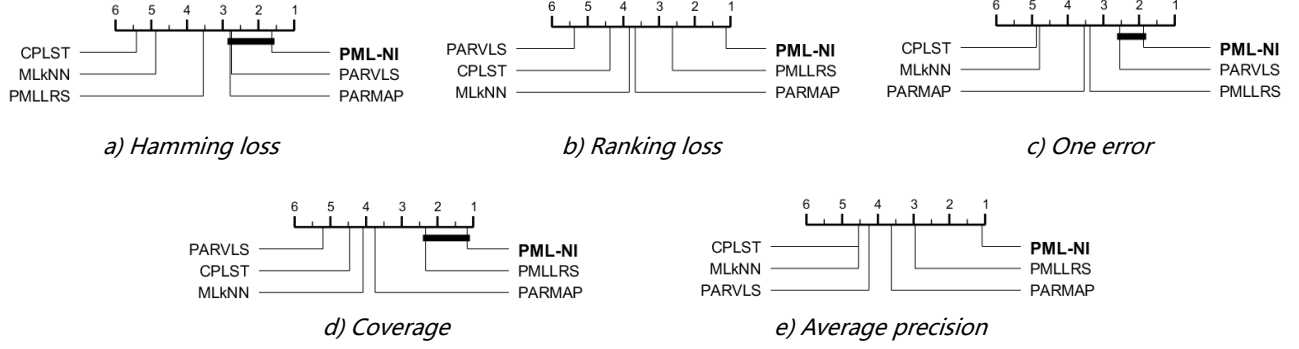 6 5 4 3 2 1
CPLST PML-NI
MLkNN PARVLS
PMLLRS PARMAP
a) Hamming loss
6 5 4 3 2 1
PARVLS PML-NI
CPLST PMLLRS
MLkNN PARMAP
b) Ranking loss
6 5 4 3 2 1
CPLST PML-NI
MLkNN PARVLS
PARMAP PMLLRS
c) One error
6 5 4 3 2 1
PARVLS PML-NI
CPLST PMLLRS
MLkNN PARMAP
d) Coverage
6 5 4 3 2 1
CPLST PML-NI
MLkNN PMLLRS
PARVLS PARMAP
e) Average precision